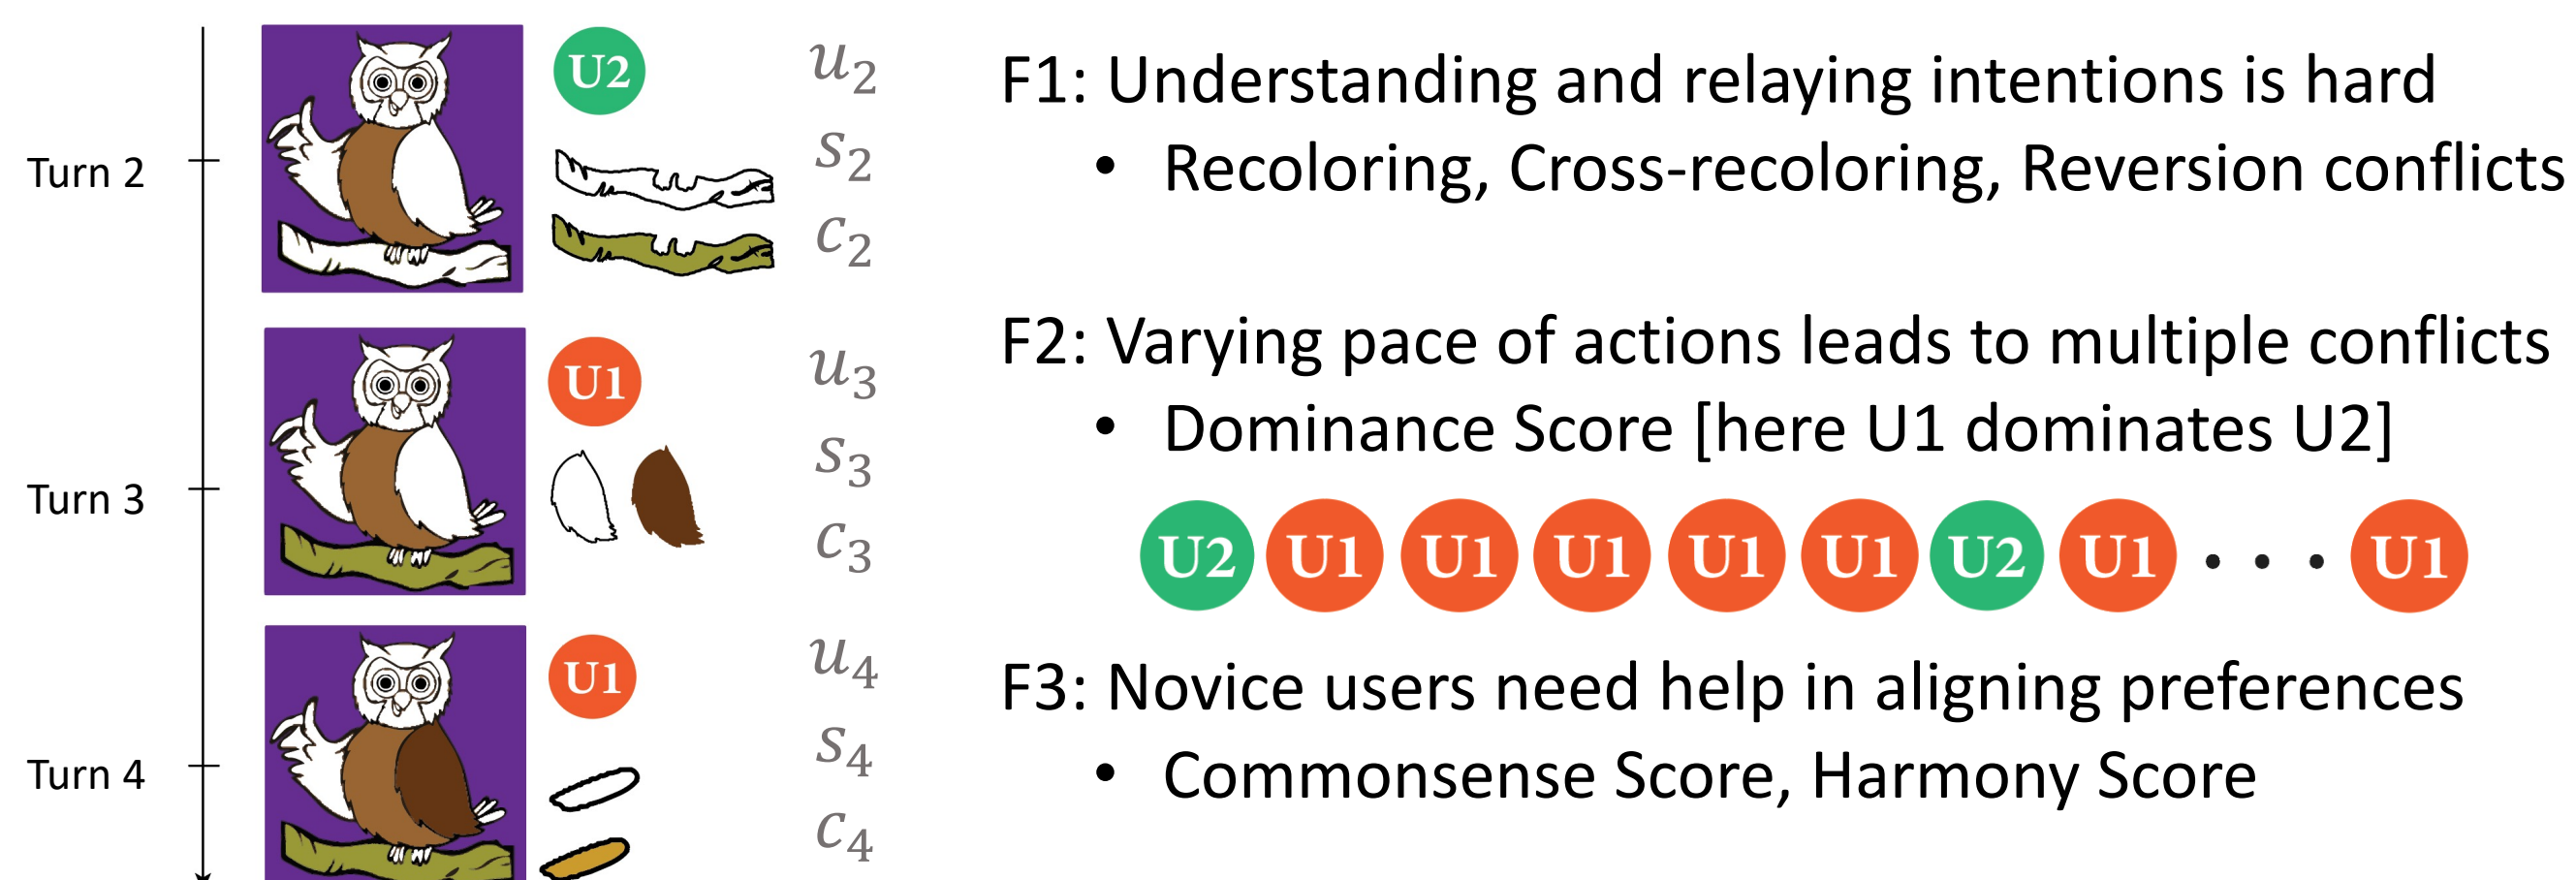 Turn 2
U2
u2
s2
c2
Turn 3
U1
u3
s3
c3
Turn 4
U1
u4
s4
c4
F1: Understanding and relaying intentions is hard
• Recoloring, Cross-recoloring, Reversion conflicts
F2: Varying pace of actions leads to multiple conflicts
• Dominance Score [here U1 dominates U2]
U2 U1 U1 U1 U1 U1 U2 U1 . . . U1
F3: Novice users need help in aligning preferences
• Commonsense Score, Harmony Score